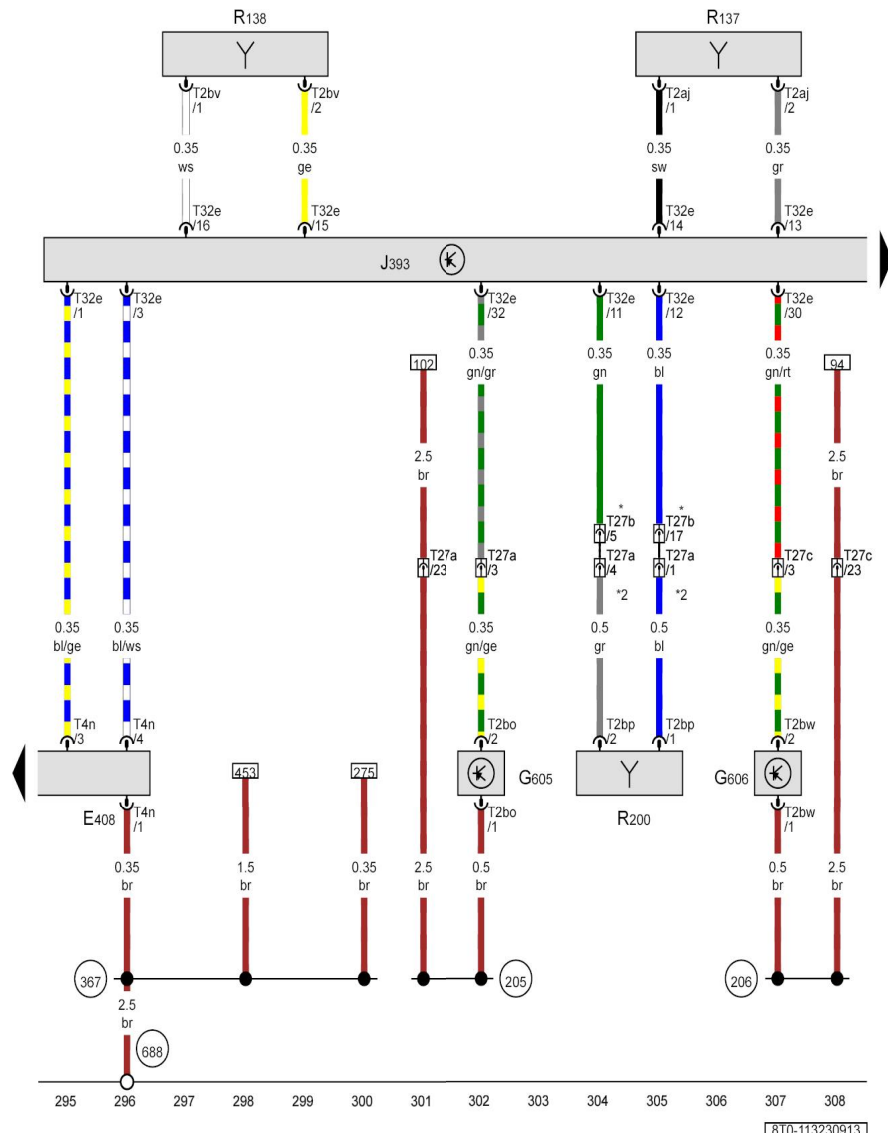 R138 R137
T2bv T2bv T2aj T2aj
/1 /2 /1 /2
0.35 0.35 0.35 0.35
ws ge sw gr
T32e T32e T32e T32e
/16 /15 /14 /13
J393
T32e T32e T32e T32e T32e T32e
/1 /3 /32 /11 /12 /30
0.35 0.35 0.35 0.35
102 gn/gr gn bl gn/rt 94
2.5 2.5
br br
* *
T27b T27b
/5 /17
T27a T27a T27a T27a T27c T27c
/23 /3 /4 /1 /3 /23
*2 *2
0.35 0.35 0.35 0.5 0.5 0.35
bl/ge bl/ws gn/ge gr bl gn/ge
T4n T4n T2bo T2bp T2bp T2bw
/3 /4 /2 /2 /1 /2
453 275 G605 G606
E408 T4n T2bo R200 T2bw
/1 /1 /1
0.35 1.5 0.35 2.5 0.5 0.5 2.5
br br br br br br br
367 205 206
2.5
br
688
295 296 297 298 299 300 301 302 303 304 305 306 307 308
8T0-113230913